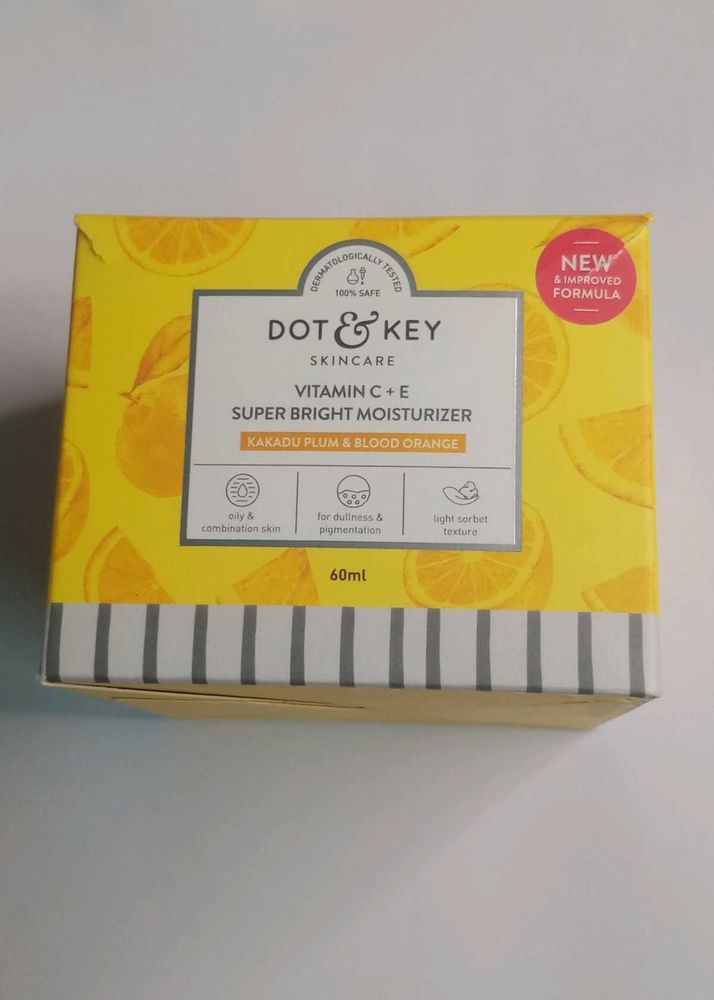 DERMATOLOGICALLY TESTED
100% SAFE
NEW
& IMPROVED
FORMULA
DOT & KEY
SKINCARE
VITAMIN C + E
SUPER BRIGHT MOISTURIZER
KAKADU PLUM & BLOOD ORANGE
oily &
combination skin
for dullness &
pigmentation
light sorbet
texture
60ml